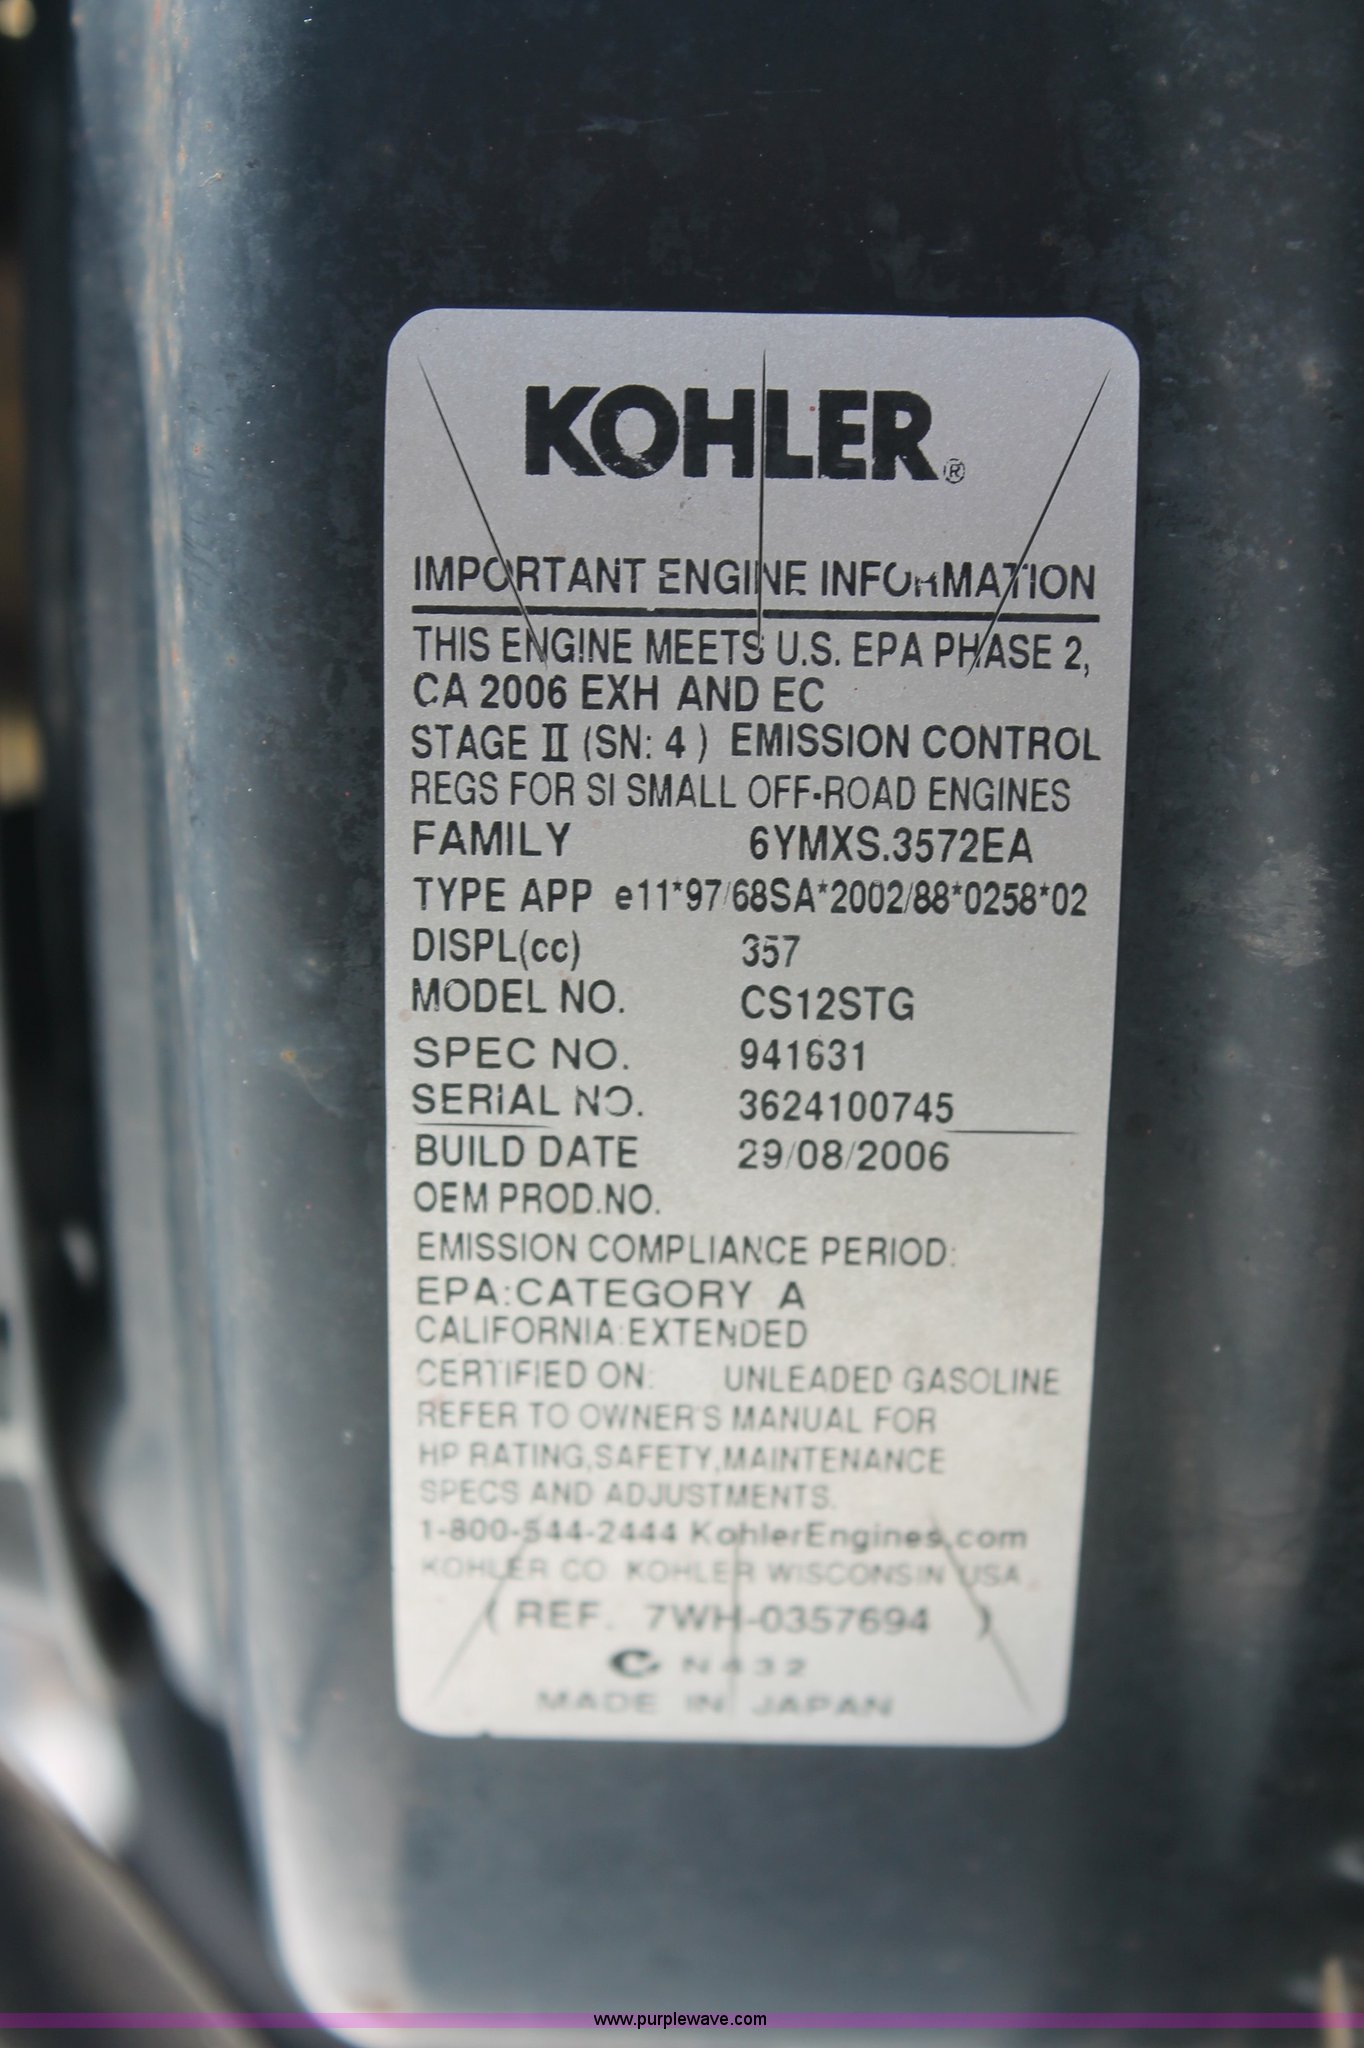 KOHLER®
IMPORTANT ENGINE INFORMATION
THIS ENGINE MEETS U.S. EPA PHASE 2,
CA 2006 EXH AND EC
STAGE II (SN: 4 ) EMISSION CONTROL
REGS FOR SI SMALL OFF-ROAD ENGINES
FAMILY 6YMXS.3572EA
TYPE APP e11*97/68SA*2002/88*0258*02
DISPL(cc) 357
MODEL NO. CS12STG
SPEC NO. 941631
SERIAL NO. 3624100745
BUILD DATE 29/08/2006
OEM PROD.NO.
EMISSION COMPLIANCE PERIOD:
EPA:CATEGORY A
CALIFORNIA:EXTENDED
CERTIFIED ON: UNLEADED GASOLINE
REFER TO OWNER'S MANUAL FOR
HP RATING,SAFETY,MAINTENANCE
SPECS AND ADJUSTMENTS.
1-800-544-2444 KohlerEngines.com
KOHLER CO. KOHLER WISCONSIN USA
( REF. 7WH-0357694 )
N432
MADE IN JAPAN
www.purplewave.com